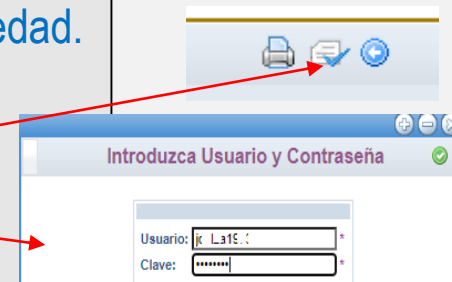 edad.
Introduzca Usuario y Contraseña
Usuario: *
Clave: •••••••• *